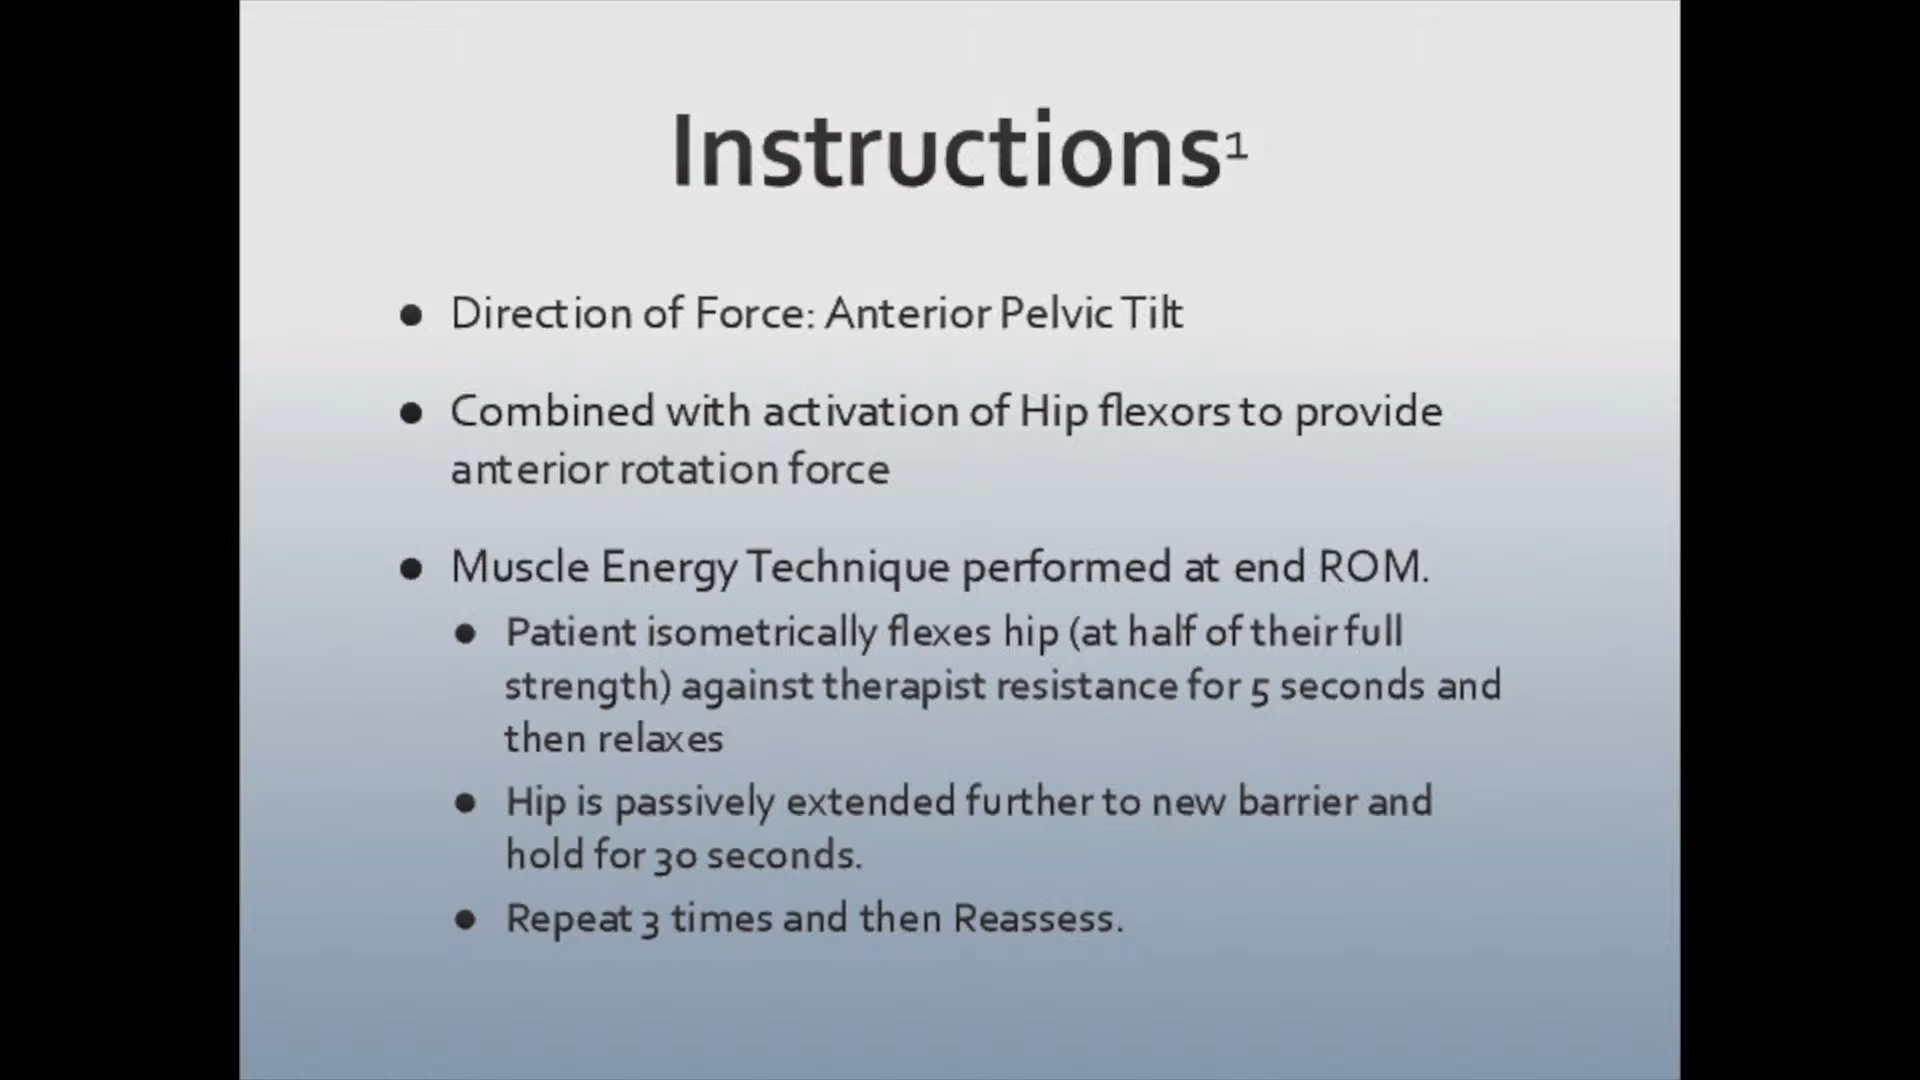 Instructions¹
• Direction of Force: Anterior Pelvic Tilt
• Combined with activation of Hip flexors to provide
anterior rotation force
• Muscle Energy Technique performed at end ROM.
• Patient isometrically flexes hip (at half of their full
strength) against therapist resistance for 5 seconds and
then relaxes
• Hip is passively extended further to new barrier and
hold for 30 seconds.
• Repeat 3 times and then Reassess.